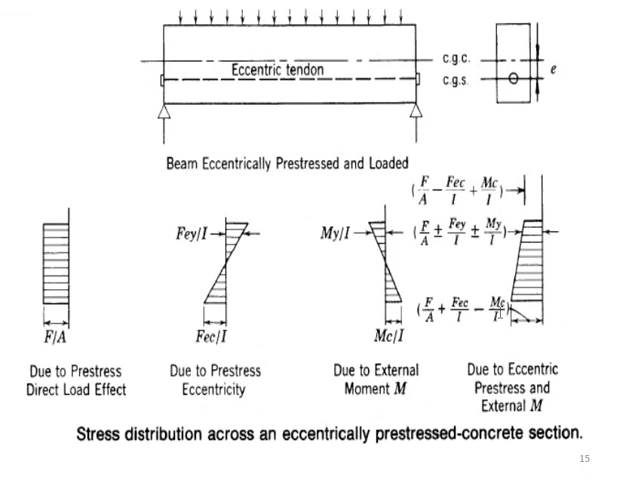 c.g.c.
Eccentric tendon
c.g.s.
e
Beam Eccentrically Prestressed and Loaded
(F/A − Fec/I + Mc/I)
Fey/I
My/I
(F/A ± Fey/I ± My/I)
(F/A + Fec/I − Mc/I)
F/A
Fec/I
Mc/I
Due to Prestress
Direct Load Effect
Due to Prestress
Eccentricity
Due to External
Moment M
Due to Eccentric
Prestress and
External M
Stress distribution across an eccentrically prestressed-concrete section.
15